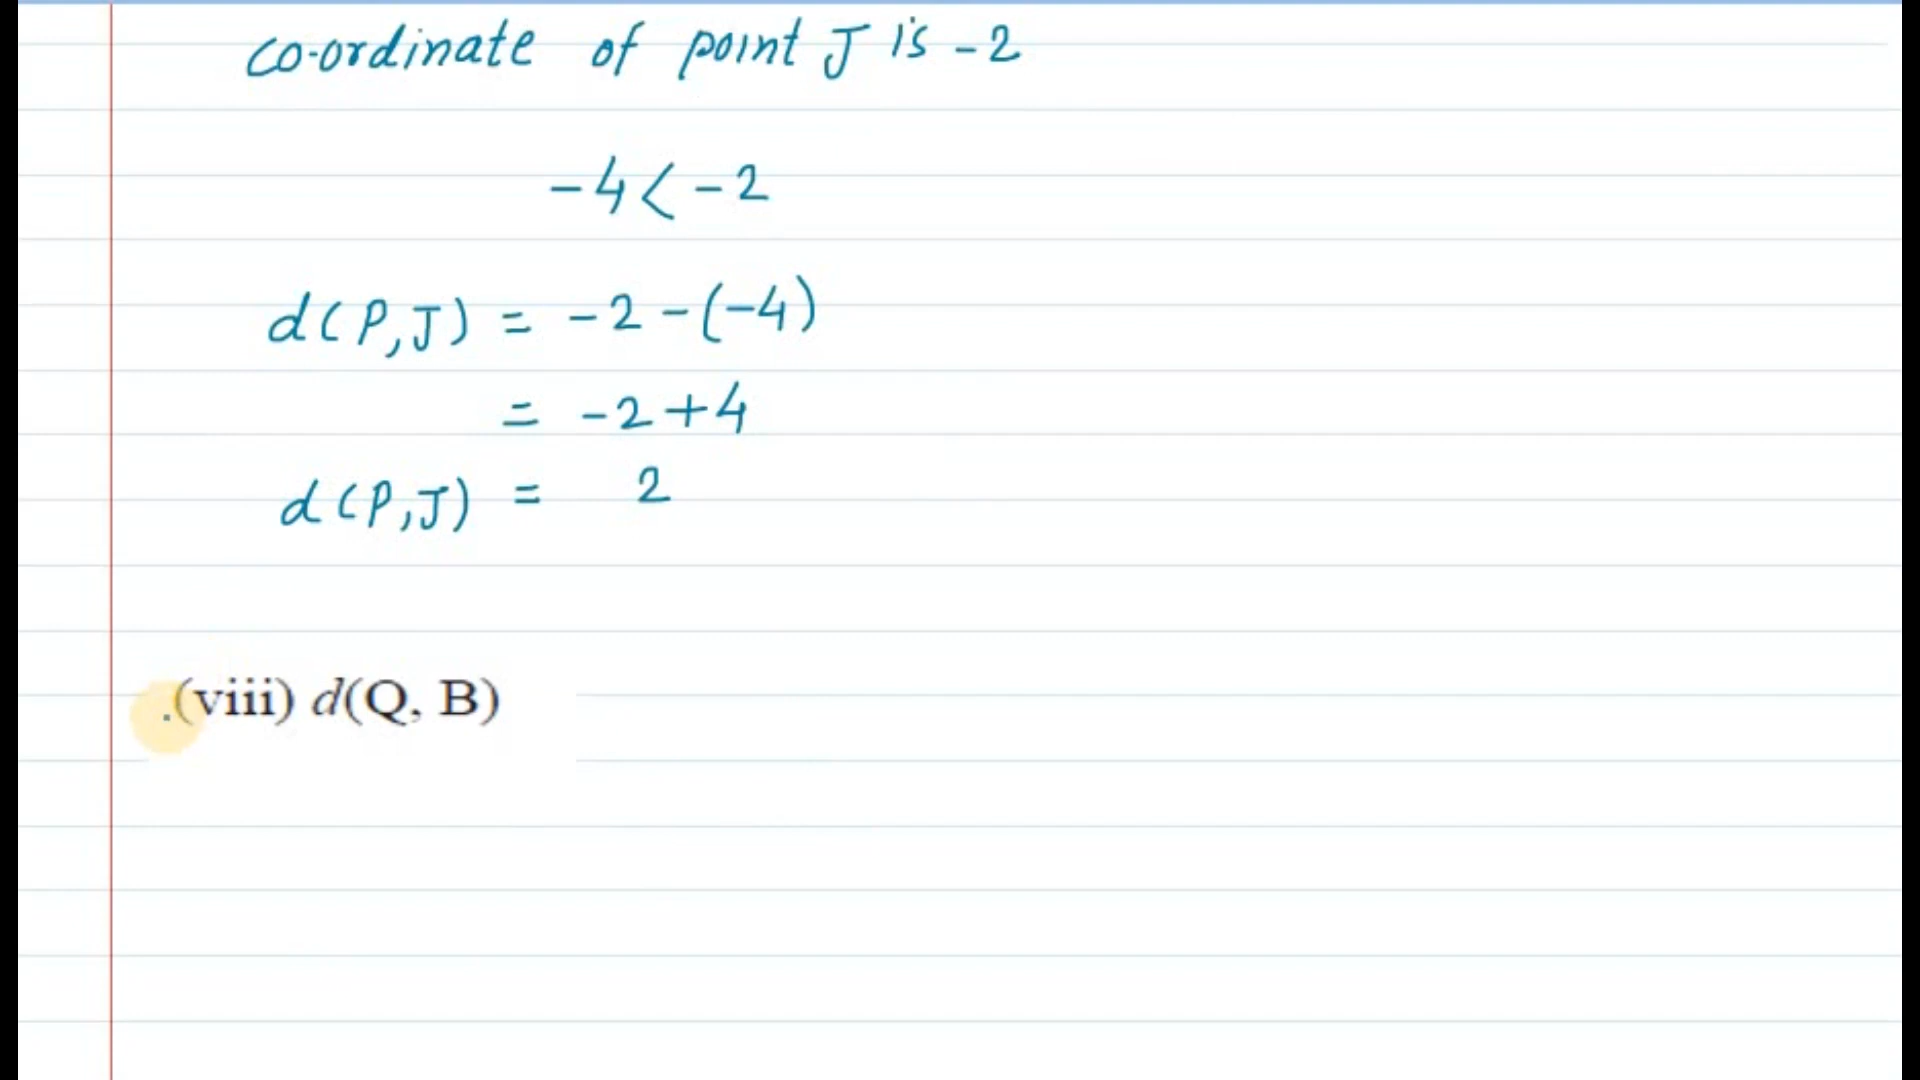 co-ordinate of point J is -2
-4 < -2
d(P,J) = -2-(-4)
= -2+4
d(P,J) = 2
.(viii) d(Q, B)